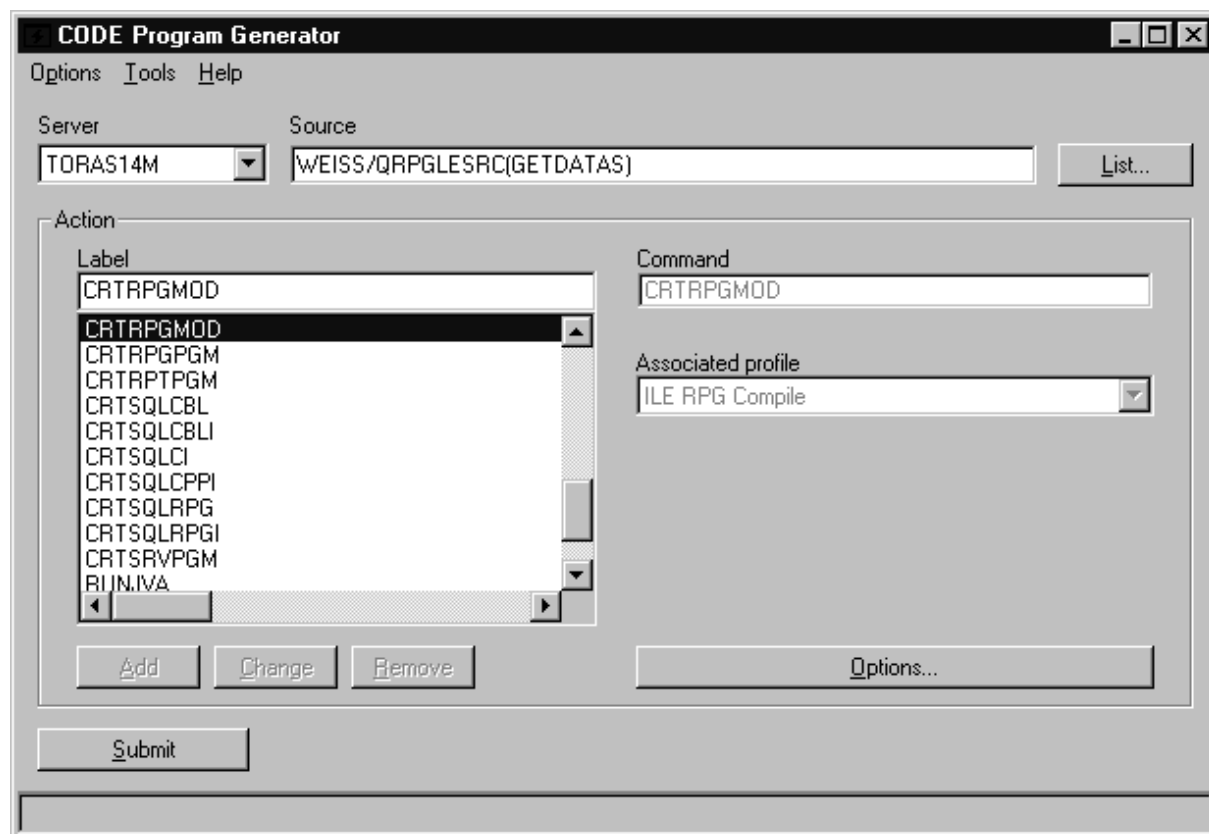 CODE Program Generator
Options Tools Help
Server Source
TORAS14M WEISS/QRPGLESRC(GETDATAS) List...
Action
Label Command
CRTRPGMOD CRTRPGMOD
CRTRPGMOD
CRTRPGPGM
CRTRPTPGM
Associated profile
ILE RPG Compile
CRTSQLCBL
CRTSQLCBLI
CRTSQLCI
CRTSQLCPPI
CRTSQLRPG
CRTSQLRPGI
CRTSRVPGM
RUNJVA
Add Change Remove Options...
Submit